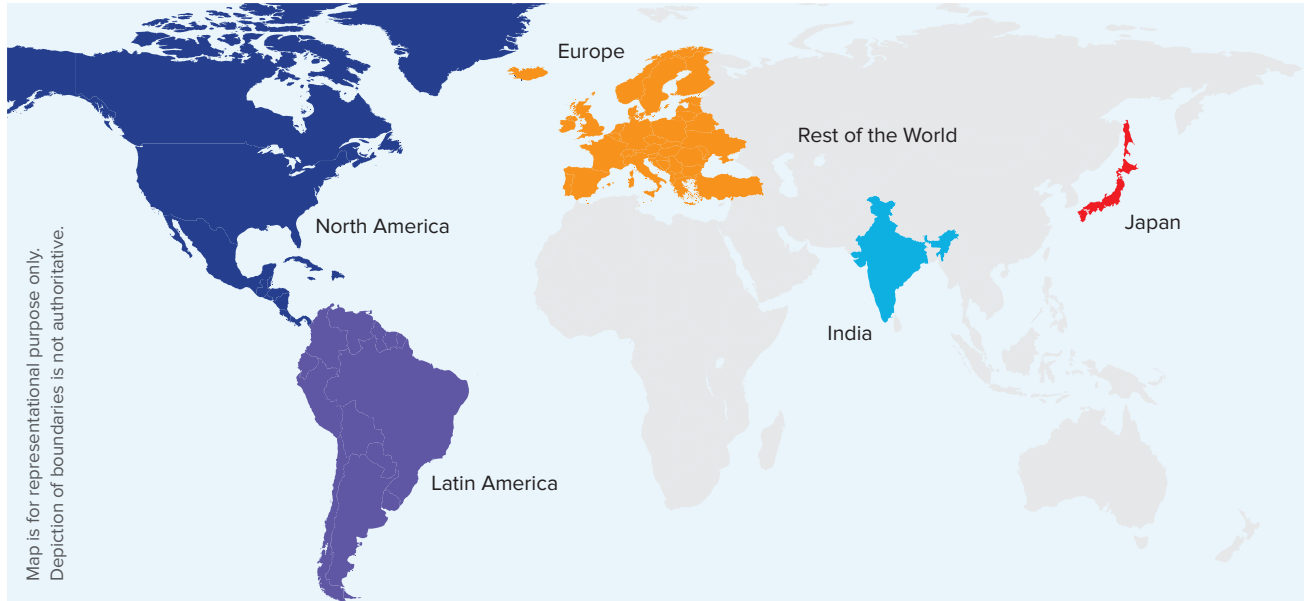 Europe
Rest of the World
North America
Japan
India
Latin America
Map is for representational purpose only.
Depiction of boundaries is not authoritative.